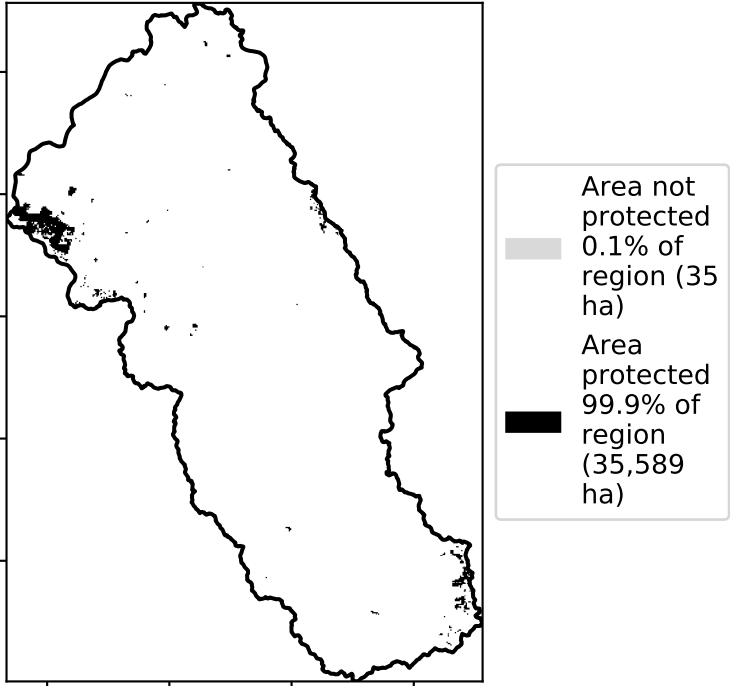 Area not
protected
0.1% of
region (35
ha)
Area
protected
99.9% of
region
(35,589
ha)